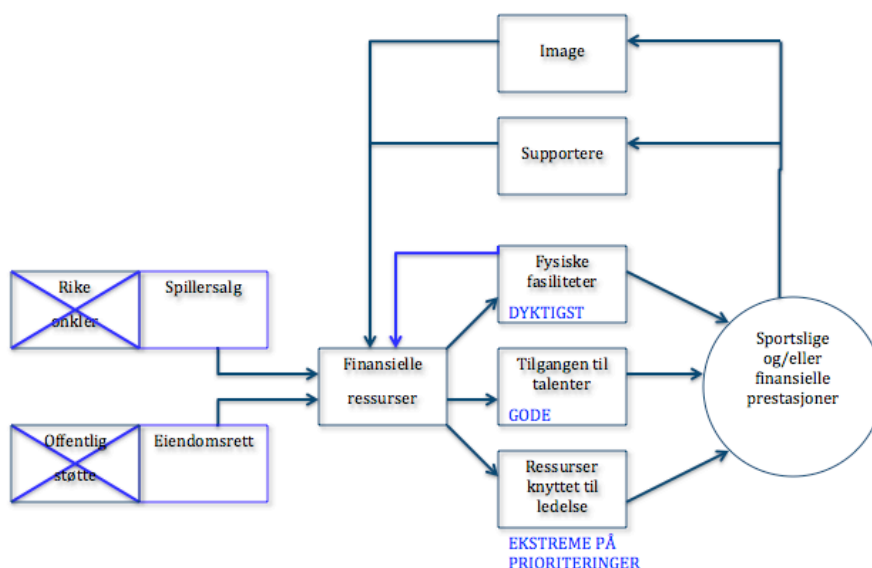 Image
Supportere
Rike
onkler
Spillersalg
Fysiske
fasiliteter
DYKTIGST
Finansielle
ressurser
Tilgangen til
talenter
GODE
Sportslige
og/eller
finansielle
prestasjoner
Offentlig
støtte
Eiendomsrett
Ressurser
knyttet til
ledelse
EKSTREME PÅ
PRIORITERINGER